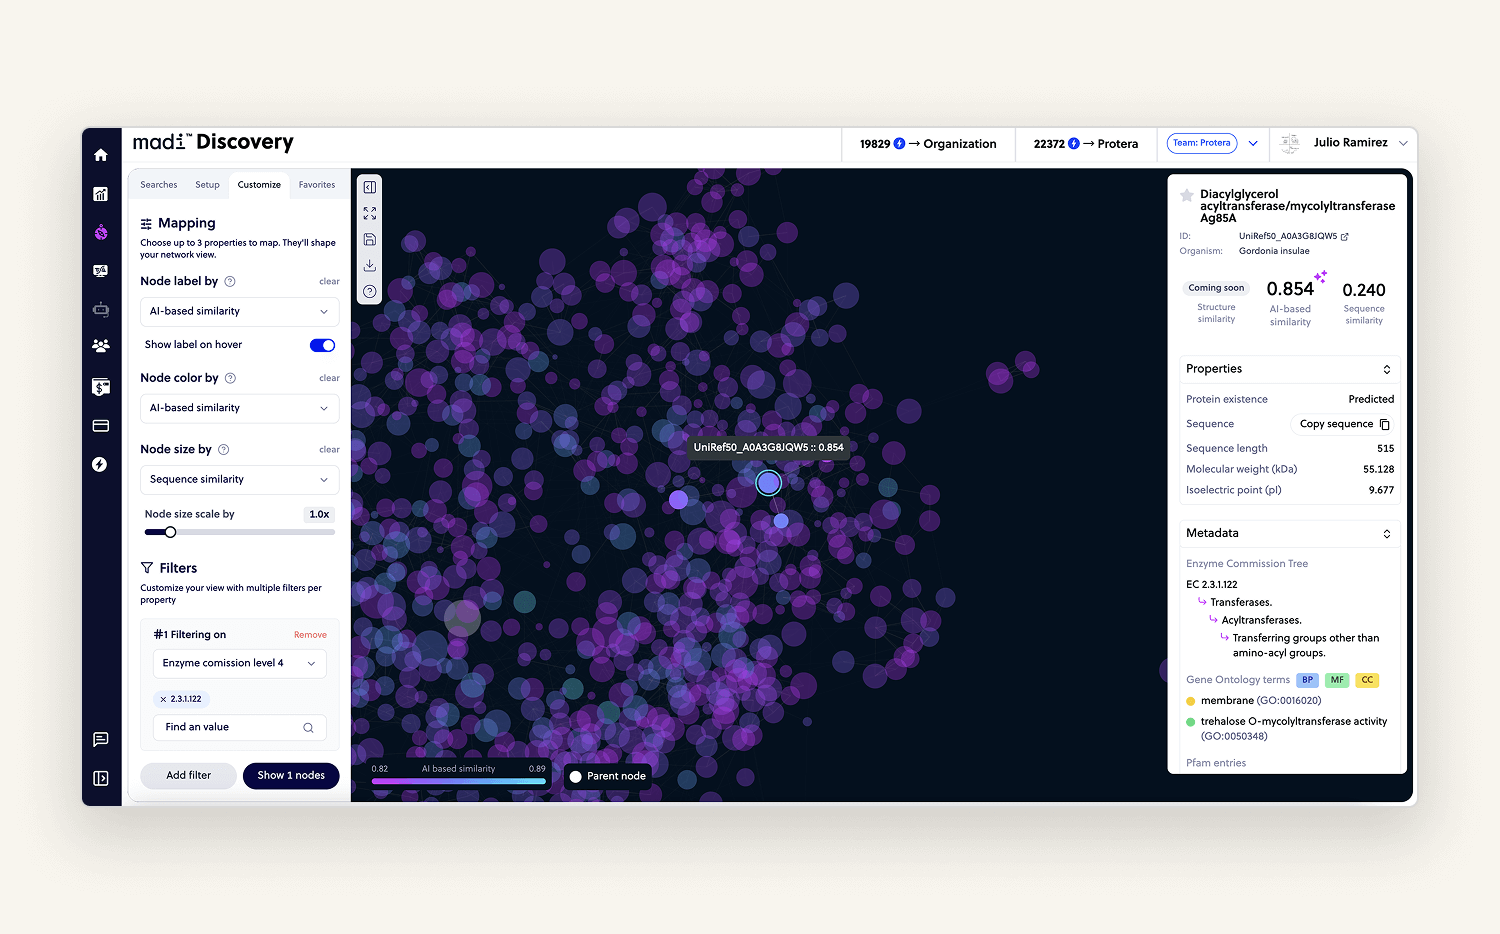 madi™ Discovery
19829 → Organization
22372 → Protera
Team: Protera
Julio Ramirez
Searches
Setup
Customize
Favorites
Mapping
Choose up to 3 properties to map. They'll shape
your network view.
Node label by
clear
AI-based similarity
Show label on hover
Node color by
clear
AI-based similarity
Node size by
clear
Sequence similarity
Node size scale by
1.0x
Filters
Customize your view with multiple filters per
property
#1 Filtering on
Remove
Enzyme comission level 4
× 2.3.1.122
Find an value
Add filter
Show 1 nodes
UniRef50_A0A3G8JQW5 :: 0.854
0.82
AI based similarity
0.89
Parent node
Diacylglycerol
acyltransferase/mycolyltransferase
Ag85A
ID:
UniRef50_A0A3G8JQW5
Organism:
Gordonia insulae
Coming soon
Structure
similarity
0.854
AI-based
similarity
0.240
Sequence
similarity
Properties
Protein existence
Predicted
Sequence
Copy sequence
Sequence length
515
Molecular weight (kDa)
55.128
Isoelectric point (pI)
9.677
Metadata
Enzyme Commission Tree
EC 2.3.1.122
Transferases.
Acyltransferases.
Transferring groups other than
amino-acyl groups.
Gene Ontology terms
BP
MF
CC
membrane (GO:0016020)
trehalose O-mycolyltransferase activity
(GO:0050348)
Pfam entries